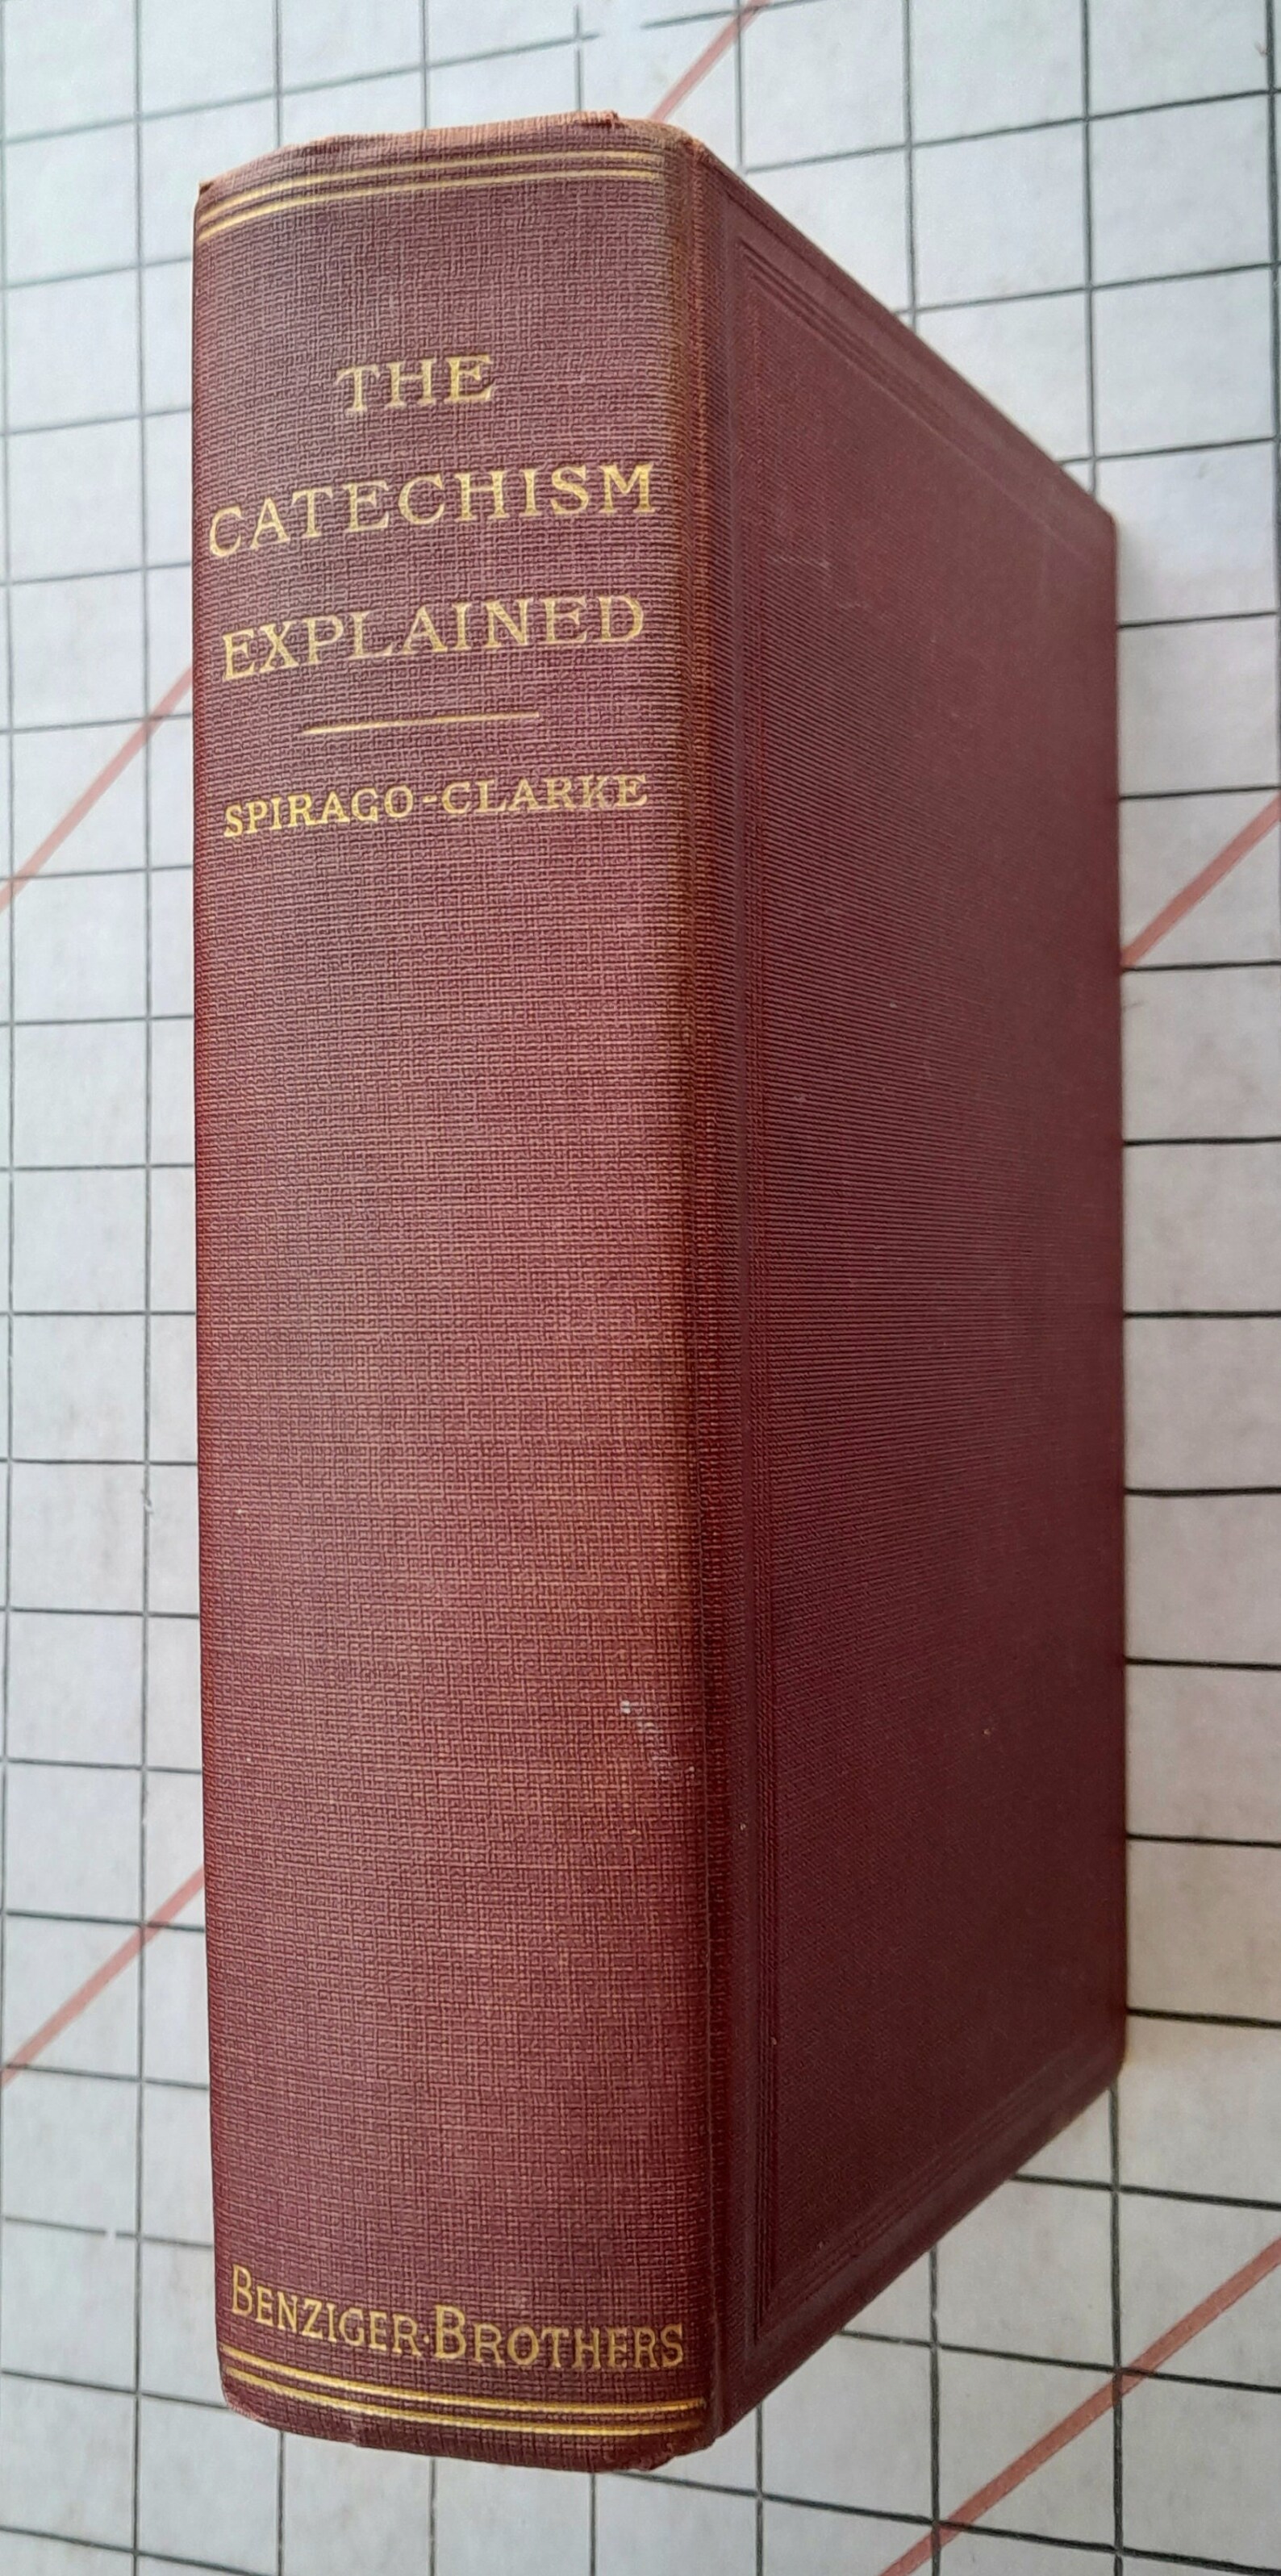 THE
CATECHISM
EXPLAINED
SPIRAGO-CLARKE
BENZIGER·BROTHERS